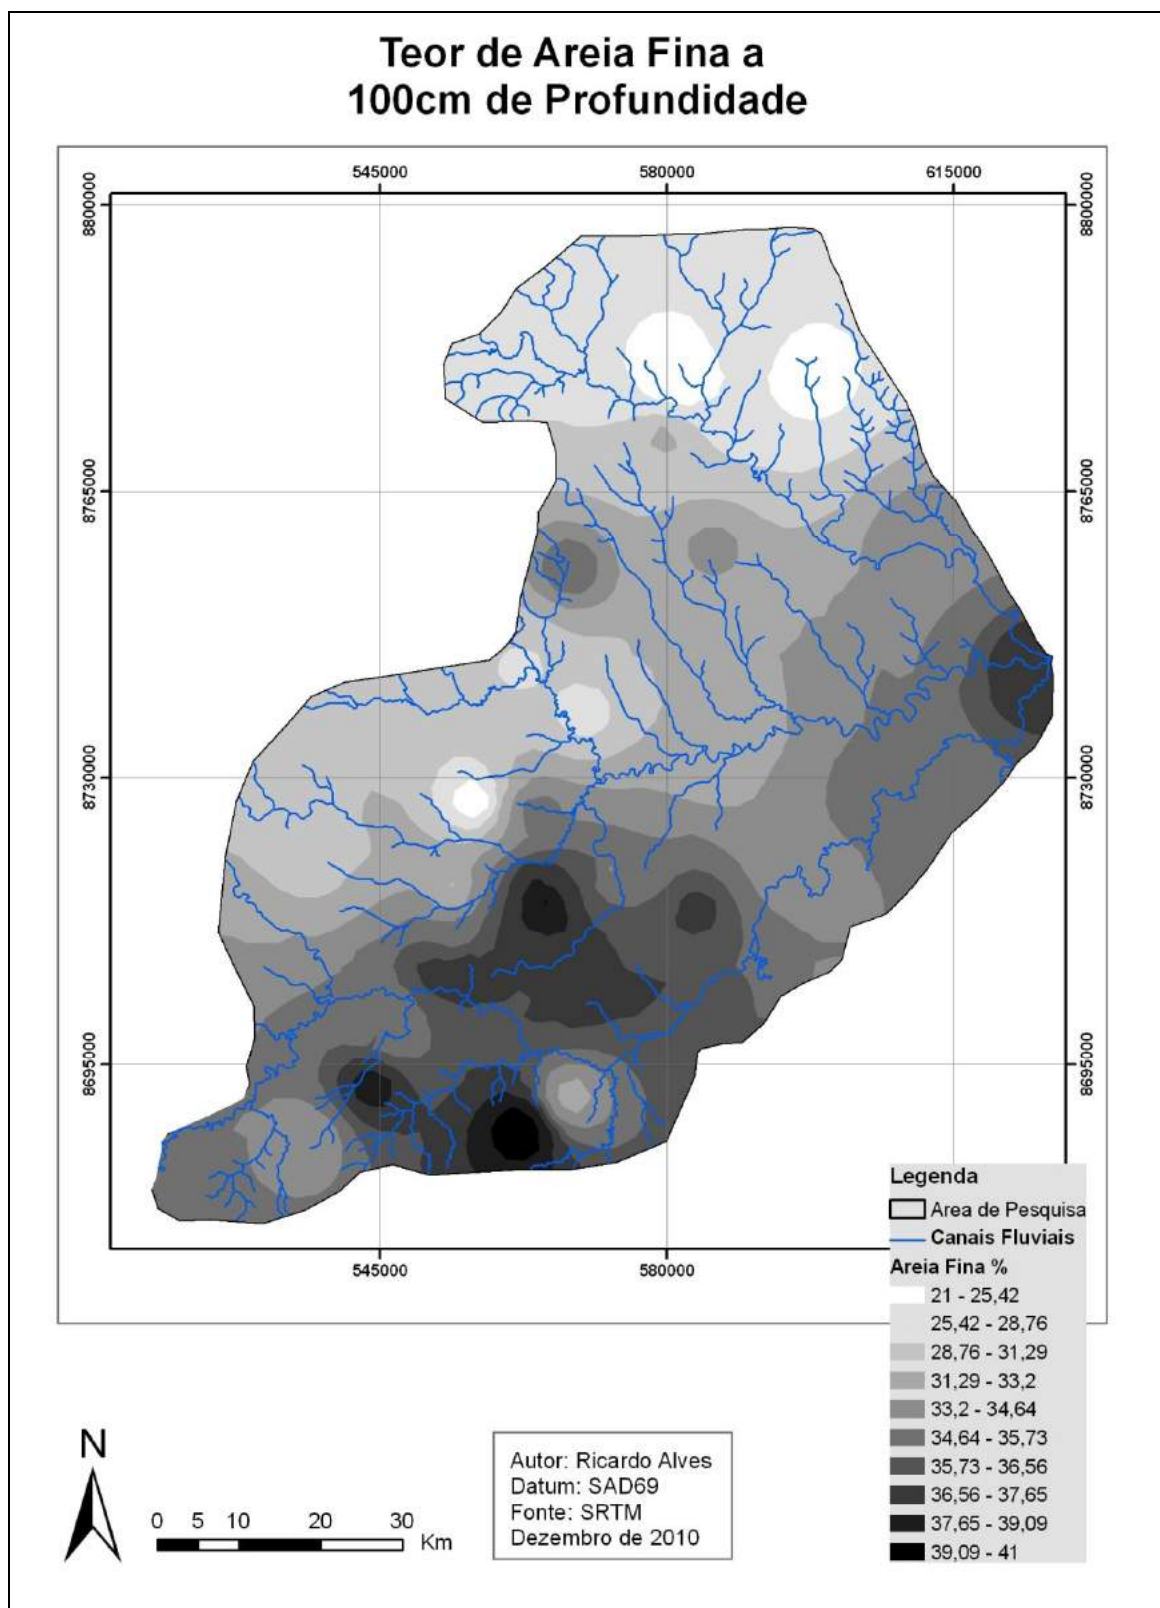 Teor de Areia Fina a
100cm de Profundidade
545000
580000
615000
8800000
8800000
8765000
8765000
8730000
8730000
8695000
8695000
545000
580000
Legenda
Area de Pesquisa
Canais Fluviais
Areia Fina %
21 - 25,42
25,42 - 28,76
28,76 - 31,29
31,29 - 33,2
33,2 - 34,64
34,64 - 35,73
35,73 - 36,56
36,56 - 37,65
37,65 - 39,09
39,09 - 41
N
0 5 10 20 30
Km
Autor: Ricardo Alves
Datum: SAD69
Fonte: SRTM
Dezembro de 2010